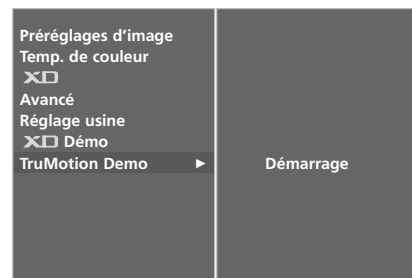 Préréglages d'image
Temp. de couleur
XD
Avancé
Réglage usine
XD Démo
TruMotion Demo ► Démarrage